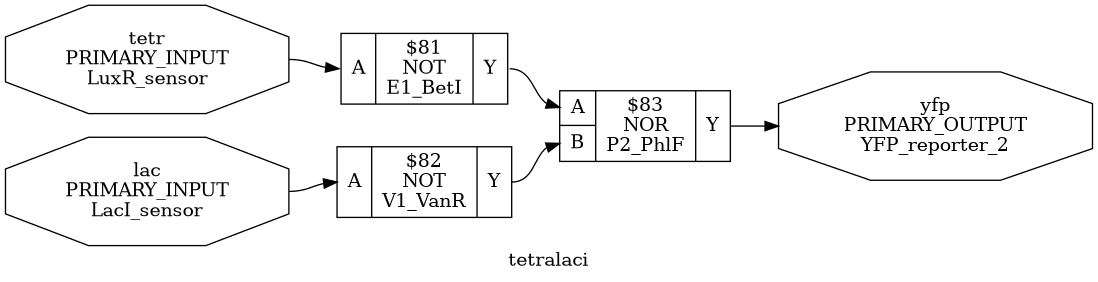 tetr
PRIMARY_INPUT
LuxR_sensor
A
$81
NOT
E1_BetI
Y
lac
PRIMARY_INPUT
LacI_sensor
A
$82
NOT
V1_VanR
Y
A
B
$83
NOR
P2_PhlF
Y
yfp
PRIMARY_OUTPUT
YFP_reporter_2
tetralaci